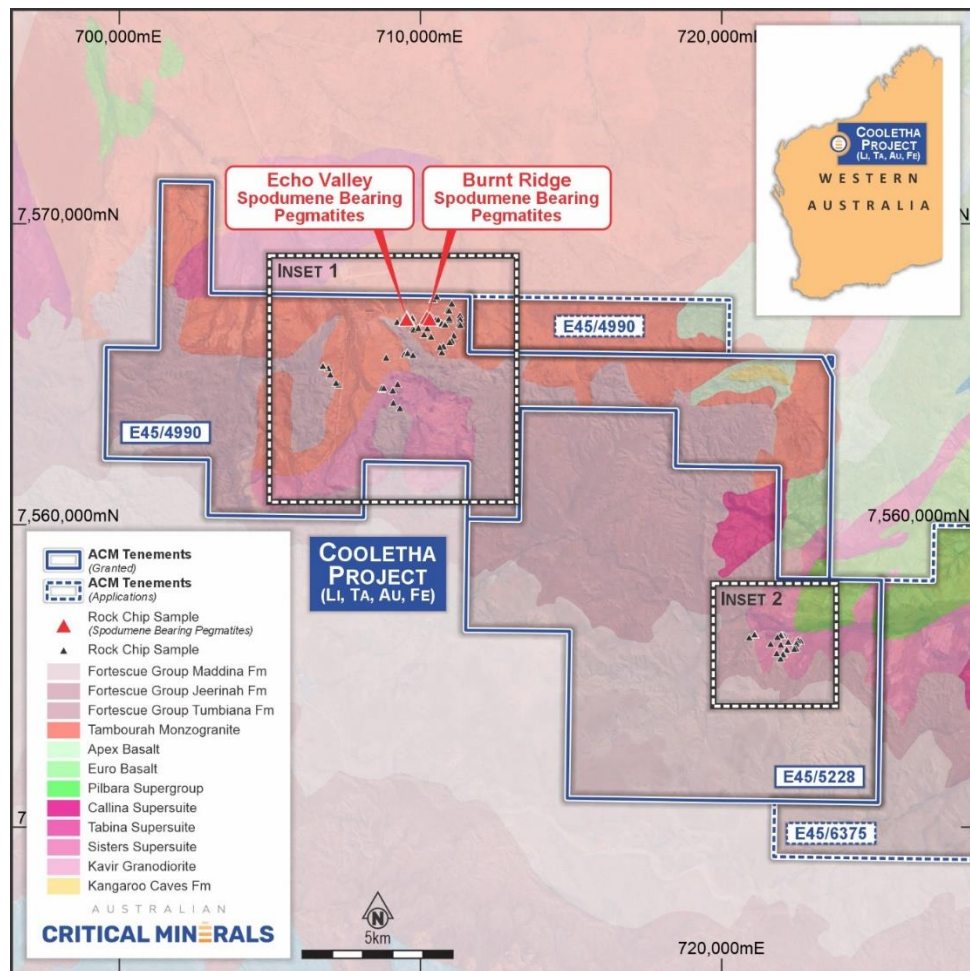 700,000mE
710,000mE
720,000mE
COOLETHA
PROJECT
(LI, TA, AU, FE)
WESTERN
AUSTRALIA
Echo Valley
Spodumene Bearing
Pegmatites
Burnt Ridge
Spodumene Bearing
Pegmatites
7,570,000mN
INSET 1
E45/4990
E45/4990
7,560,000mN
7,560,000mN
COOLETHA
PROJECT
(LI, TA, AU, FE)
INSET 2
ACM Tenements
(Granted)
ACM Tenements
(Applications)
Rock Chip Sample
(Spodumene Bearing Pegmatites)
Rock Chip Sample
Fortescue Group Maddina Fm
Fortescue Group Jeerinah Fm
Fortescue Group Tumbiana Fm
Tambourah Monzogranite
Apex Basalt
Euro Basalt
Pilbara Supergroup
Callina Supersuite
Tabina Supersuite
Sisters Supersuite
Kavir Granodiorite
Kangaroo Caves Fm
AUSTRALIAN
CRITICAL MINERALS
E45/5228
E45/6375
N
5km
720,000mE